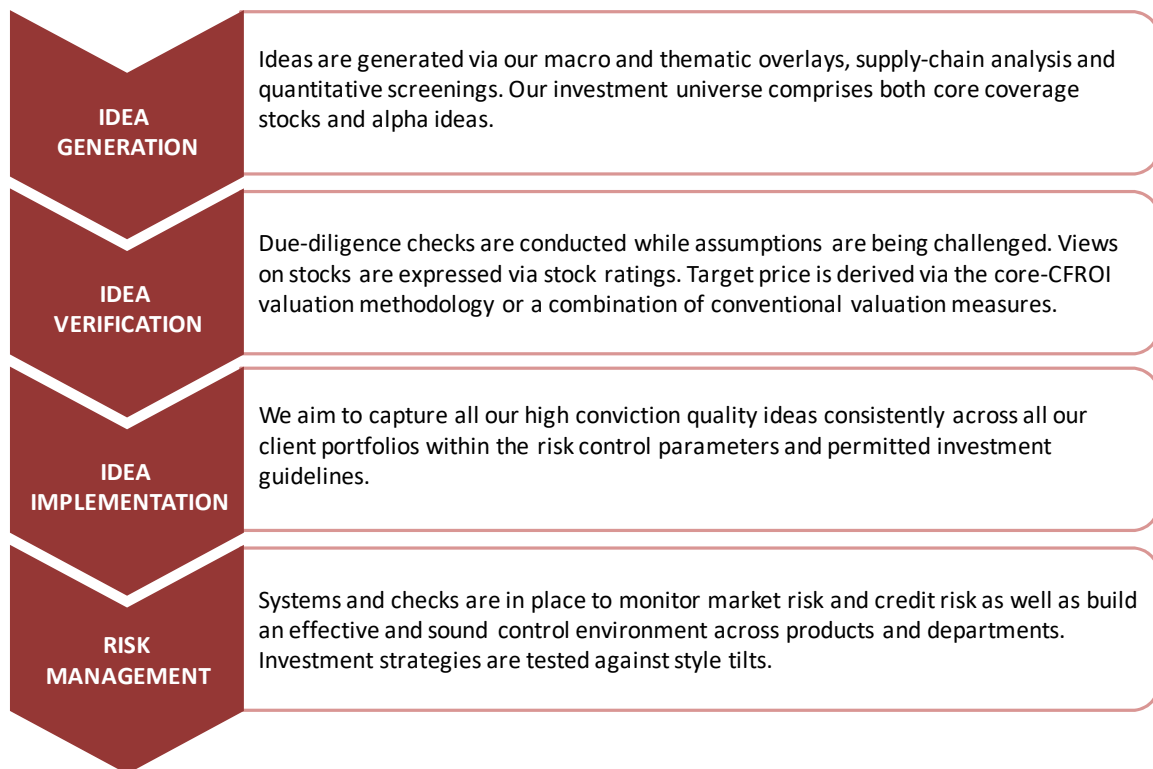 IDEA
GENERATION
Ideas are generated via our macro and thematic overlays, supply-chain analysis and
quantitative screenings. Our investment universe comprises both core coverage
stocks and alpha ideas.
IDEA
VERIFICATION
Due-diligence checks are conducted while assumptions are being challenged. Views
on stocks are expressed via stock ratings. Target price is derived via the core-CFROI
valuation methodology or a combination of conventional valuation measures.
IDEA
IMPLEMENTATION
We aim to capture all our high conviction quality ideas consistently across all our
client portfolios within the risk control parameters and permitted investment
guidelines.
RISK
MANAGEMENT
Systems and checks are in place to monitor market risk and credit risk as well as build
an effective and sound control environment across products and departments.
Investment strategies are tested against style tilts.